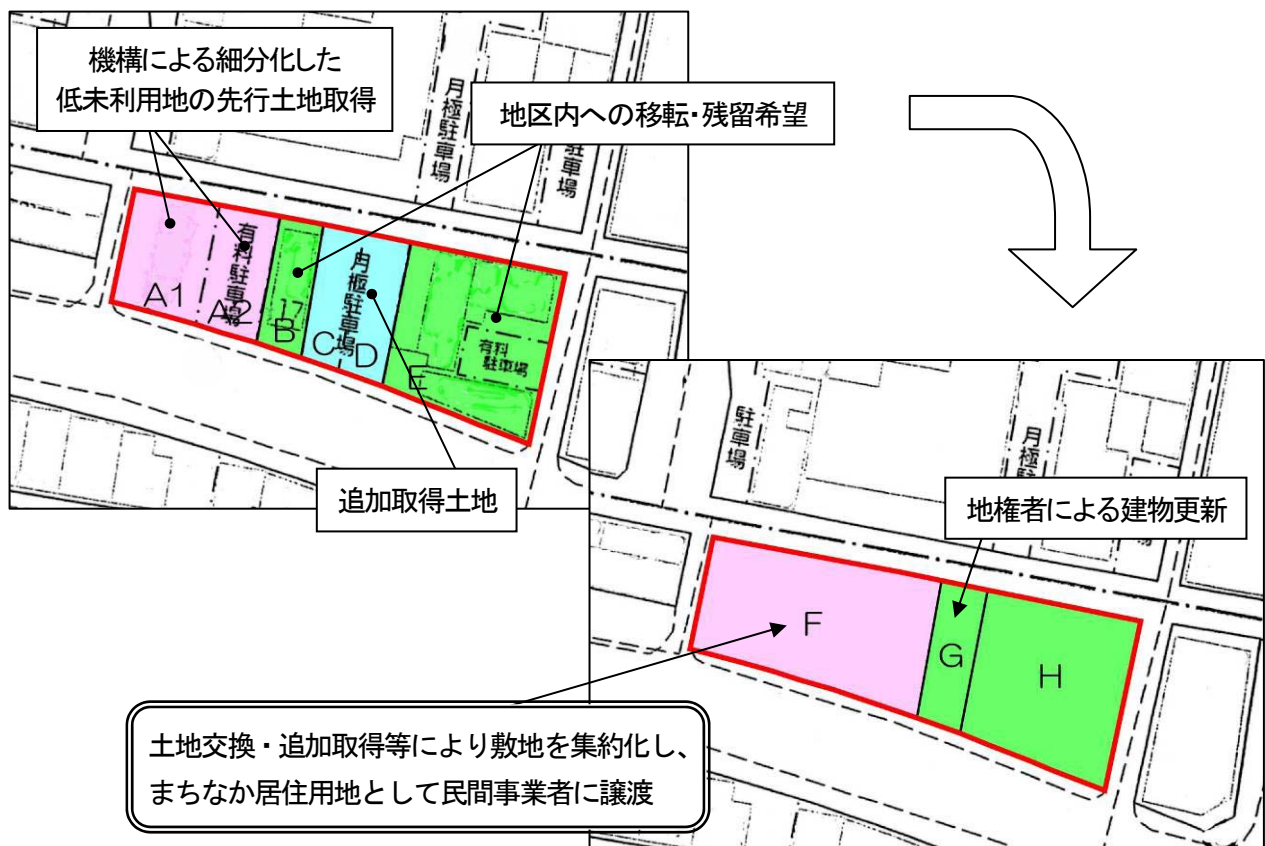 機構による細分化した
低未利用地の先行土地取得
地区内への移転・残留希望
月極駐車場
駐車場
有料駐車場
月極駐車場
有料
駐車場
17
A1
A2
B
C
D
E
追加取得土地
駐車場
月極駐
地権者による建物更新
F
G
H
土地交換・追加取得等により敷地を集約化し、
まちなか居住用地として民間事業者に譲渡